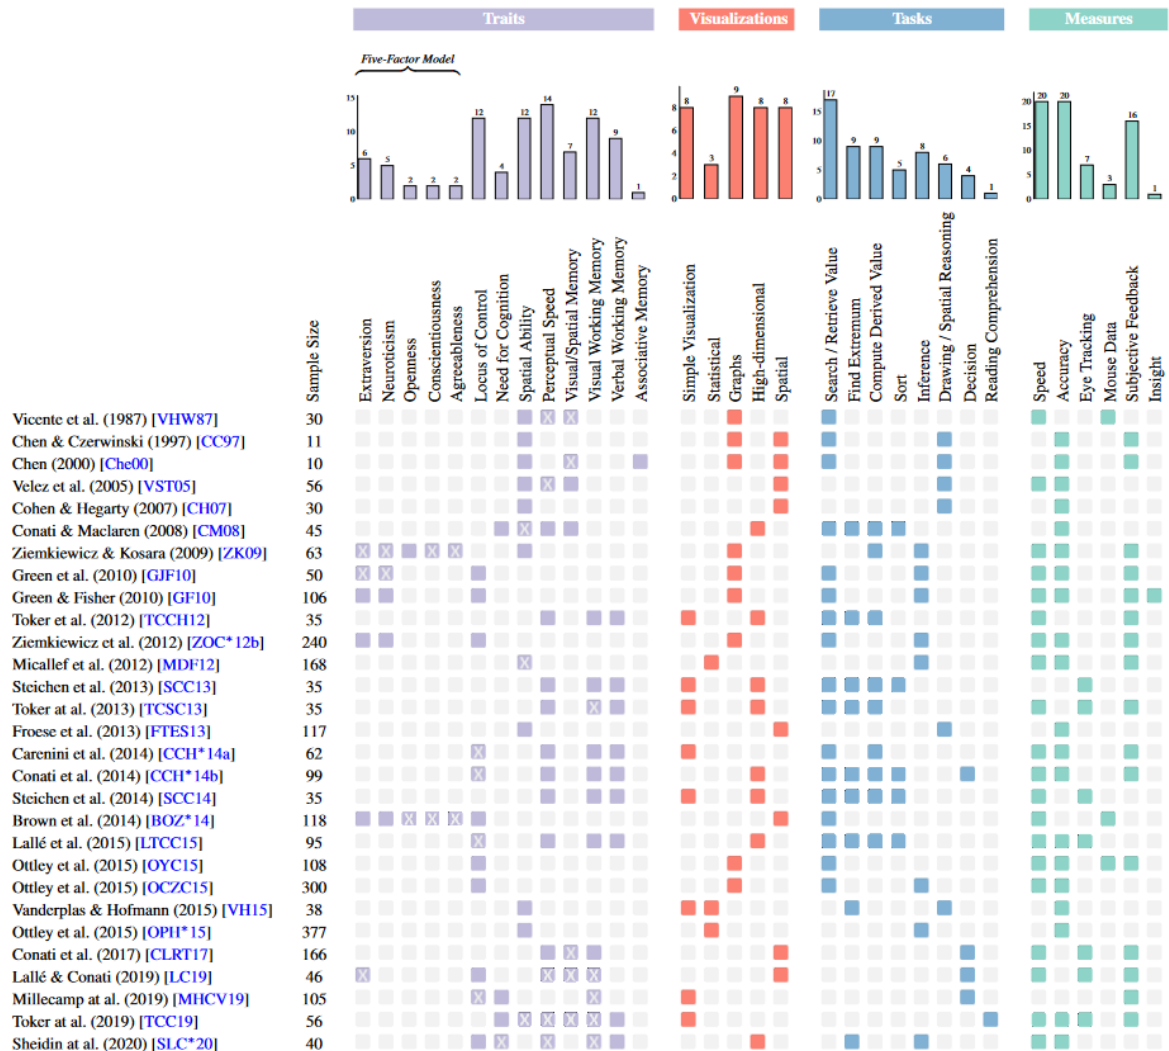 Traits Visualizations Tasks Measures
Five-Factor Model
15 10 5 0
6 5 2 2 2 12 4 12 14 7 12 9 1
8 6 4 2 0
8 3 9 8 8
15 10 5 0
17 9 9 5 8 6 4 1
20 15 10 5 0
20 20 7 3 16 1
Sample Size
Extraversion
Neuroticism
Openness
Conscientiousness
Agreeableness
Locus of Control
Need for Cognition
Spatial Ability
Perceptual Speed
Visual/Spatial Memory
Visual Working Memory
Verbal Working Memory
Associative Memory
Simple Visualization
Statistical
Graphs
High-dimensional
Spatial
Search / Retrieve Value
Find Extremum
Compute Derived Value
Sort
Inference
Drawing / Spatial Reasoning
Decision
Reading Comprehension
Speed
Accuracy
Eye Tracking
Mouse Data
Subjective Feedback
Insight
Vicente et al. (1987) [VHW87] 30 X X
Chen & Czerwinski (1997) [CC97] 11
Chen (2000) [Che00] 10 X
Velez et al. (2005) [VST05] 56 X
Cohen & Hegarty (2007) [CH07] 30
Conati & Maclaren (2008) [CM08] 45 X
Ziemkiewicz & Kosara (2009) [ZK09] 63 X X X X
Green et al. (2010) [GJF10] 50 X X
Green & Fisher (2010) [GF10] 106
Toker et al. (2012) [TCCH12] 35
Ziemkiewicz et al. (2012) [ZOC*12b] 240
Micallef et al. (2012) [MDF12] 168 X
Steichen et al. (2013) [SCC13] 35
Toker at al. (2013) [TCSC13] 35 X
Froese et al. (2013) [FTES13] 117
Carenini et al. (2014) [CCH*14a] 62 X
Conati et al. (2014) [CCH*14b] 99 X
Steichen et al. (2014) [SCC14] 35
Brown et al. (2014) [BOZ*14] 118 X X X
Lallé et al. (2015) [LTCC15] 95 X
Ottley et al. (2015) [OYC15] 108
Ottley et al. (2015) [OCZC15] 300
Vanderplas & Hofmann (2015) [VH15] 38
Ottley et al. (2015) [OPH*15] 377
Conati et al. (2017) [CLRT17] 166 X
Lallé & Conati (2019) [LC19] 46 X X X X
Millecamp at al. (2019) [MHCV19] 105 X X
Toker at al. (2019) [TCC19] 56 X X X X
Sheidin at al. (2020) [SLC*20] 40 X X